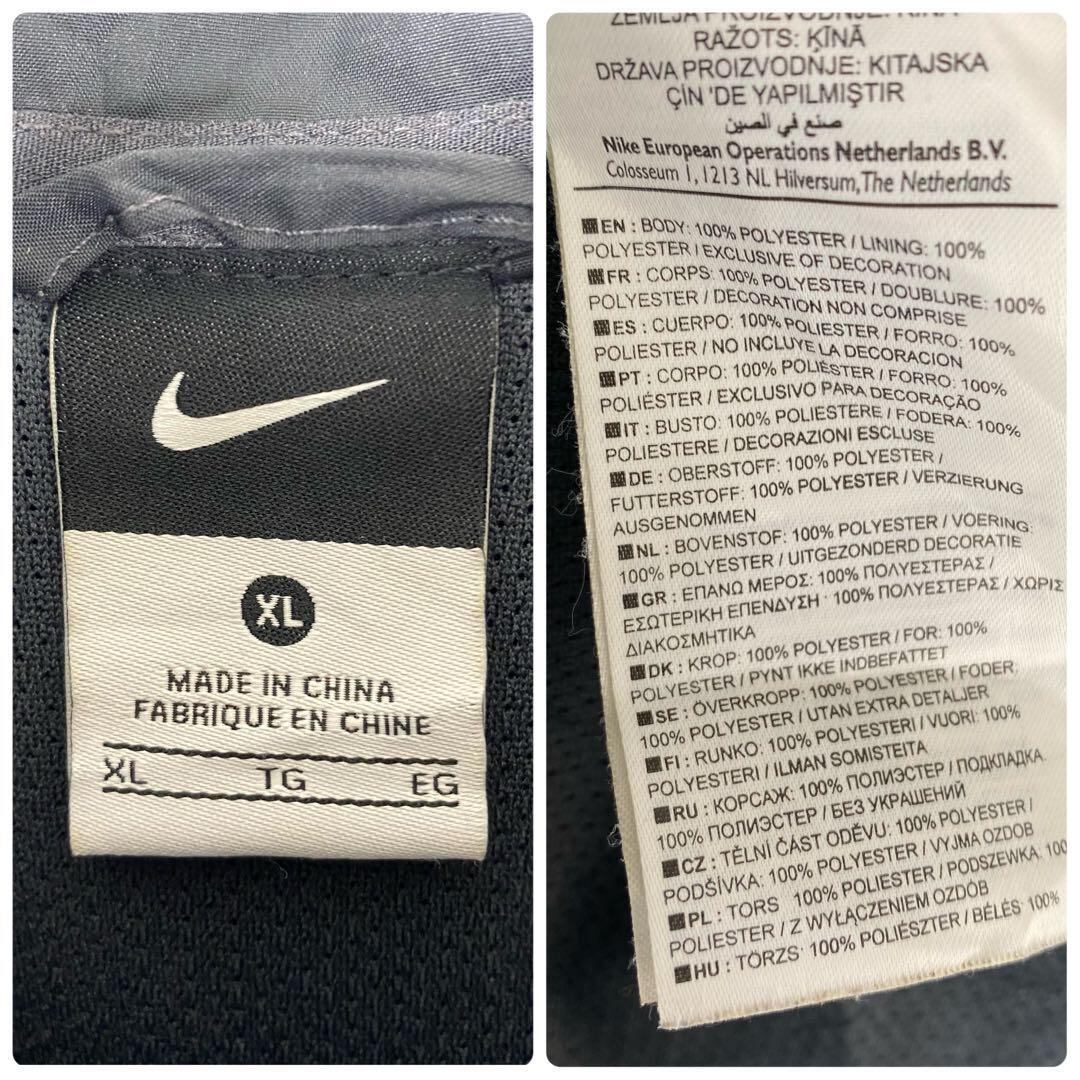 XL
MADE IN CHINA
FABRIQUE EN CHINE
XL TG EG
ZEMLJA PROIZVODNJE: KINA
RAŽOTS: ĶĪNĀ
DRŽAVA PROIZVODNJE: KITAJSKA
ÇİN 'DE YAPILMIŞTIR
صنع في الصين
Nike European Operations Netherlands B.V.
Colosseum 1, 1213 NL Hilversum, The Netherlands
EN : BODY: 100% POLYESTER / LINING: 100%
POLYESTER / EXCLUSIVE OF DECORATION
FR : CORPS: 100% POLYESTER / DOUBLURE: 100%
POLYESTER / DECORATION NON COMPRISE
ES : CUERPO: 100% POLIESTER / FORRO: 100%
POLIESTER / NO INCLUYE LA DECORACION
PT : CORPO: 100% POLIÉSTER / FORRO: 100%
POLIÉSTER / EXCLUSIVO PARA DECORAÇÃO
IT : BUSTO: 100% POLIESTERE / FODERA: 100%
POLIESTERE / DECORAZIONI ESCLUSE
DE : OBERSTOFF: 100% POLYESTER /
FUTTERSTOFF: 100% POLYESTER / VERZIERUNG
AUSGENOMMEN
NL : BOVENSTOF: 100% POLYESTER / VOERING:
100% POLYESTER / UITGEZONDERD DECORATIE
GR : ΕΠΑΝΩ ΜΕΡΟΣ: 100% ΠΟΛΥΕΣΤΕΡΑΣ /
ΕΣΩΤΕΡΙΚΗ ΕΠΕΝΔΥΣΗ: 100% ΠΟΛΥΕΣΤΕΡΑΣ / ΧΩΡΙΣ
ΔΙΑΚΟΣΜΗΤΙΚΑ
DK : KROP: 100% POLYESTER / FOR: 100%
POLYESTER / PYNT IKKE INDBEFATTET
SE : ÖVERKROPP: 100% POLYESTER / FODER:
100% POLYESTER / UTAN EXTRA DETALJER
FI : RUNKO: 100% POLYESTERI / VUORI: 100%
POLYESTERI / ILMAN SOMISTEITA
RU : КОРСАЖ: 100% ПОЛИЭСТЕР / ПОДКЛАДКА:
100% ПОЛИЭСТЕР / БЕЗ УКРАШЕНИЙ
CZ : TĚLNÍ ČÁST ODĚVU: 100% POLYESTER /
PODŠÍVKA: 100% POLYESTER / VYJMA OZDOB
PL : TORS 100% POLIESTER / PODSZEWKA: 100
POLIESTER / Z WYŁĄCZENIEM OZDÓB
HU : TÖRZS: 100% POLIÉSZTER / BÉLÉS: 100%